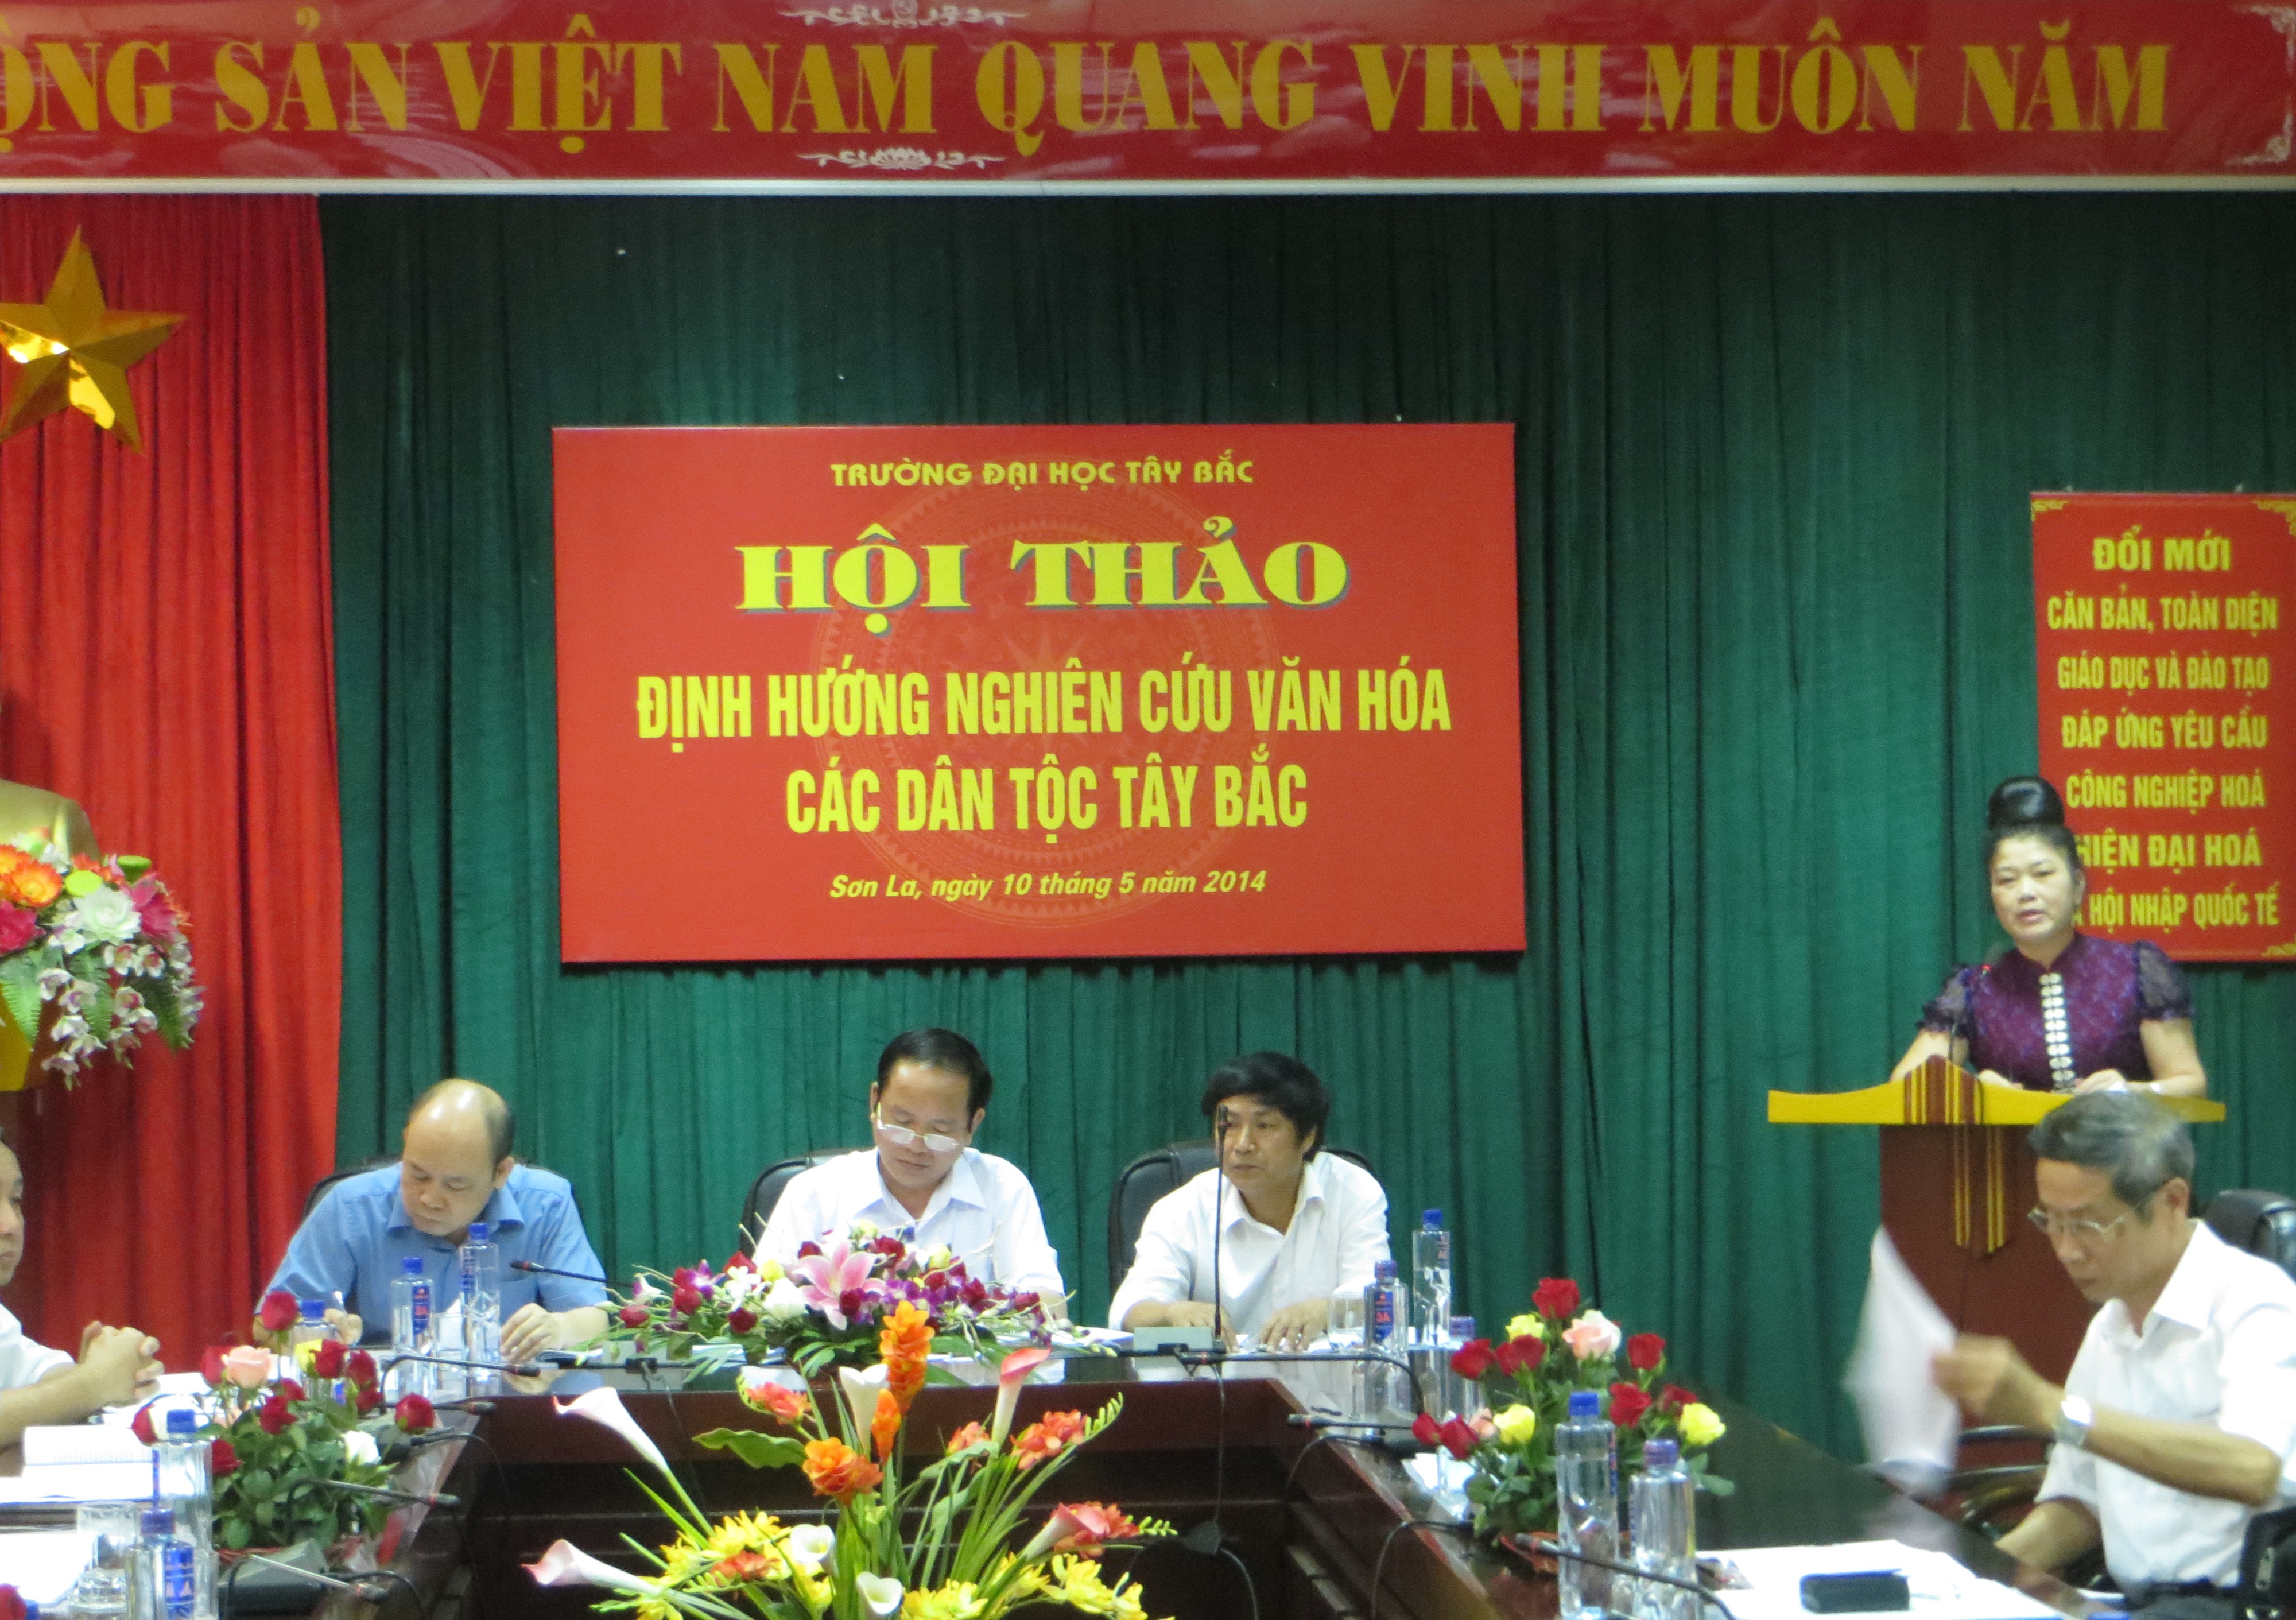 SẢN VIỆT NAM QUANG VINH MUÔN NĂM
TRƯỜNG ĐẠI HỌC TÂY BẮC
HỘI THẢO
ĐỊNH HƯỚNG NGHIÊN CỨU VĂN HÓA
CÁC DÂN TỘC TÂY BẮC
Sơn La, ngày 10 tháng 5 năm 2014
ĐỔI MỚI
CĂN BẢN, TOÀN DIỆN
GIÁO DỤC VÀ ĐÀO TẠO
ĐÁP ỨNG YÊU CẦU
CÔNG NGHIỆP HOÁ
HIỆN ĐẠI HOÁ
HỘI NHẬP QUỐC TẾ